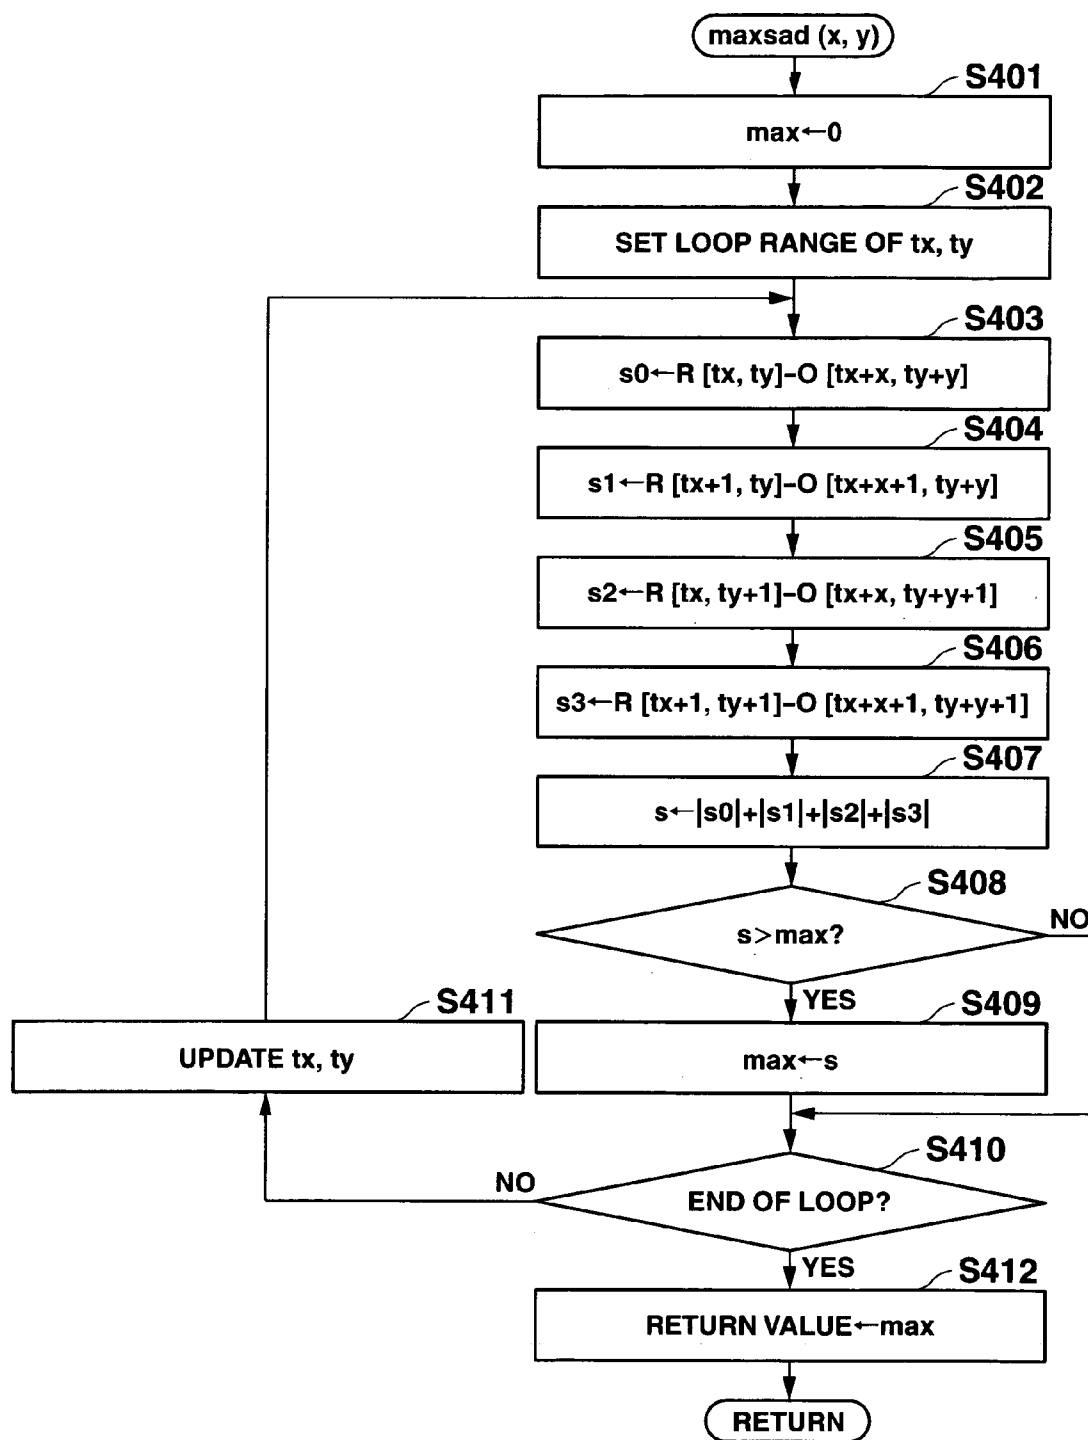 maxsad (x, y)
S401
max←0
S402
SET LOOP RANGE OF tx, ty
S403
s0←R [tx, ty]–O [tx+x, ty+y]
S404
s1←R [tx+1, ty]–O [tx+x+1, ty+y]
S405
s2←R [tx, ty+1]–O [tx+x, ty+y+1]
S406
s3←R [tx+1, ty+1]–O [tx+x+1, ty+y+1]
S407
s←|s0|+|s1|+|s2|+|s3|
S408
NO
s>max?
YES
S411
S409
UPDATE tx, ty
max←s
S410
NO
END OF LOOP?
YES
S412
RETURN VALUE←max
RETURN